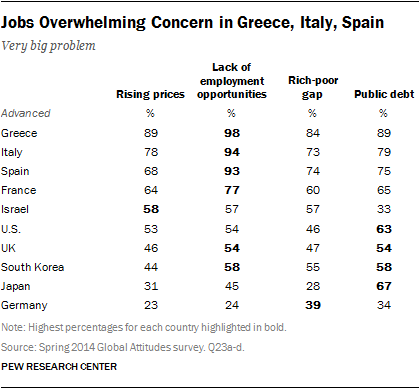 Jobs Overwhelming Concern in Greece, Italy, Spain
Very big problem
Rising prices Lack of employment opportunities Rich-poor gap Public debt
Advanced % % % %
Greece 89 98 84 89
Italy 78 94 73 79
Spain 68 93 74 75
France 64 77 60 65
Israel 58 57 57 33
U.S. 53 54 46 63
UK 46 54 47 54
South Korea 44 58 55 58
Japan 31 45 28 67
Germany 23 24 39 34
Note: Highest percentages for each country highlighted in bold.
Source: Spring 2014 Global Attitudes survey. Q23a-d.
PEW RESEARCH CENTER